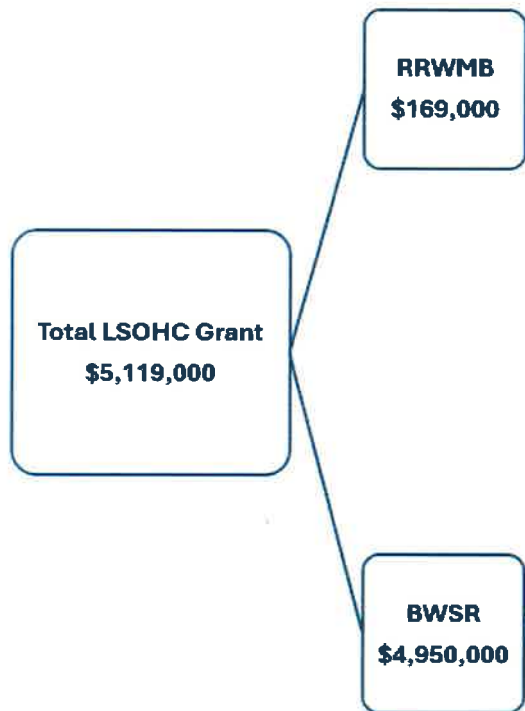 RRWMB
$169,000
Total LSOHC Grant
$5,119,000
BWSR
$4,950,000